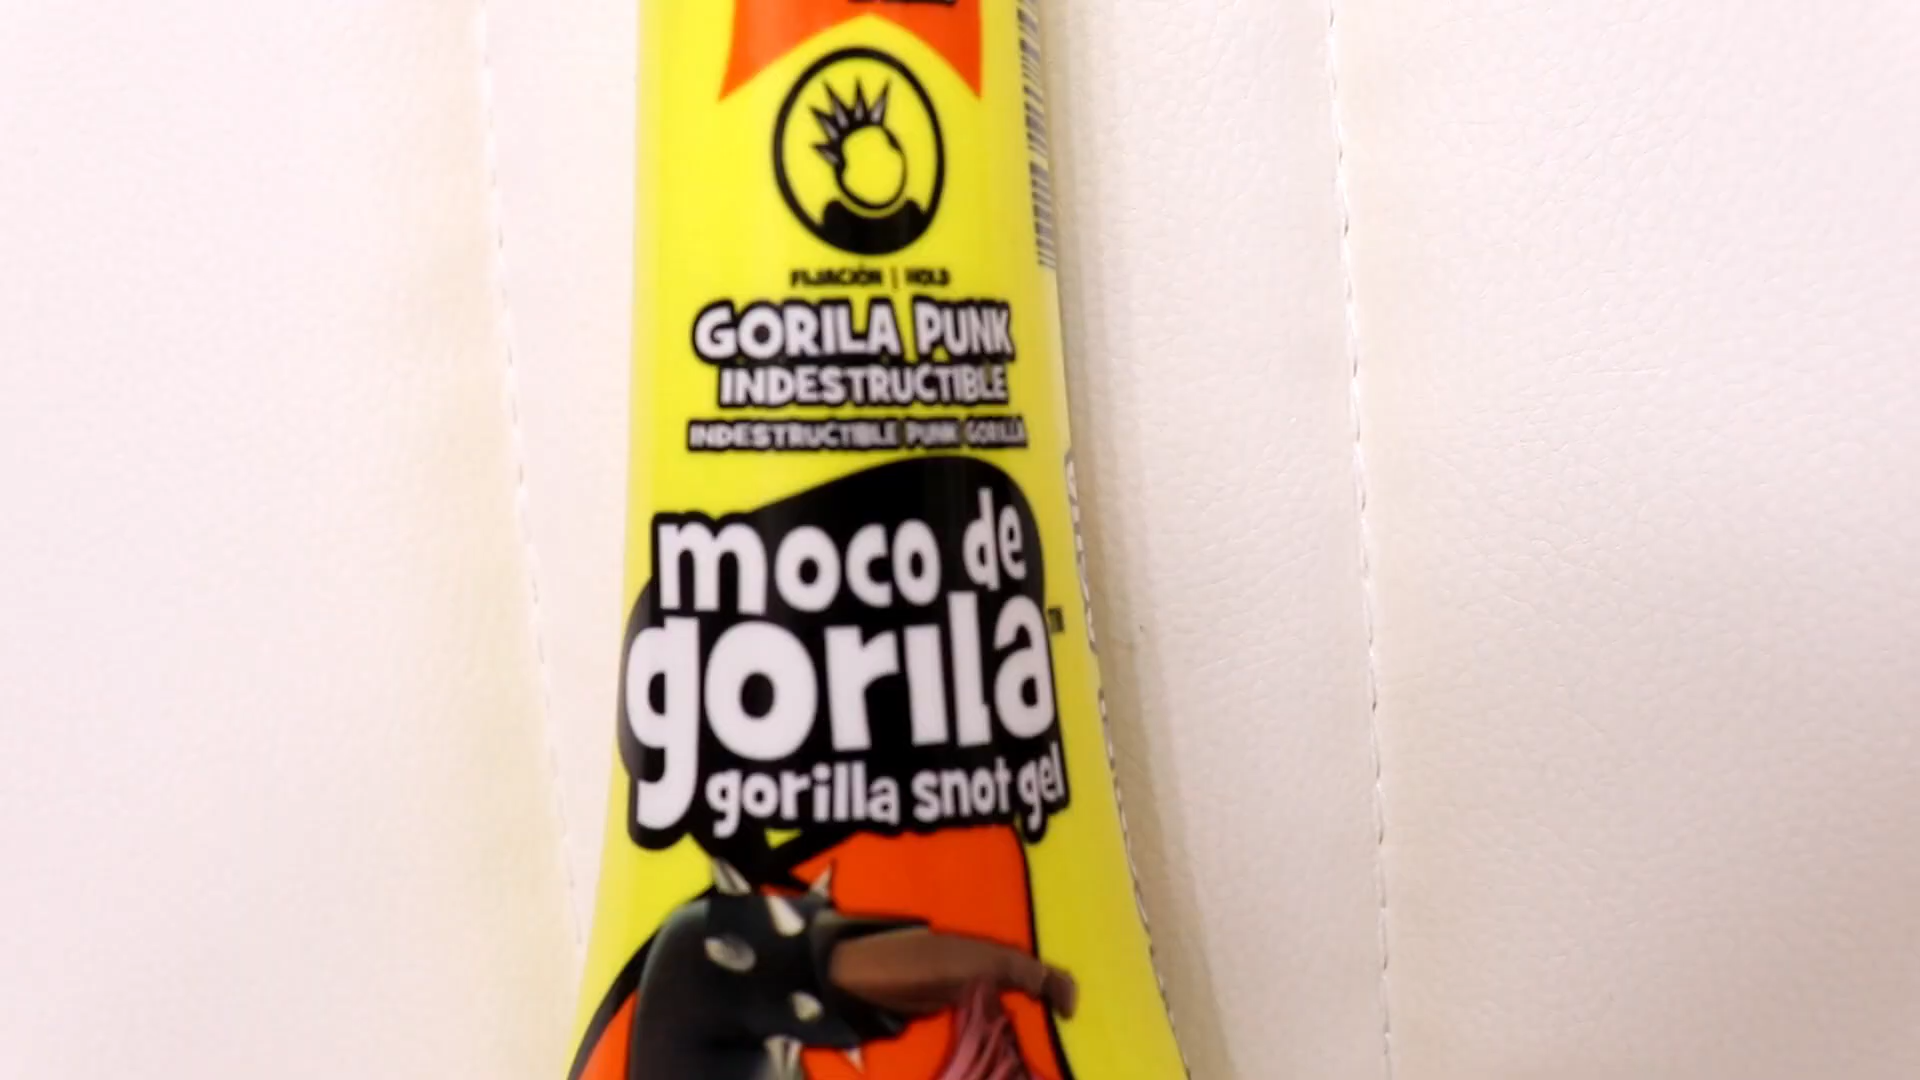 FIJACIÓN | HOLD
GORILA PUNK
INDESTRUCTIBLE
INDESTRUCTIBLE PUNK GORILLA
moco de
gorila
gorilla snot gel